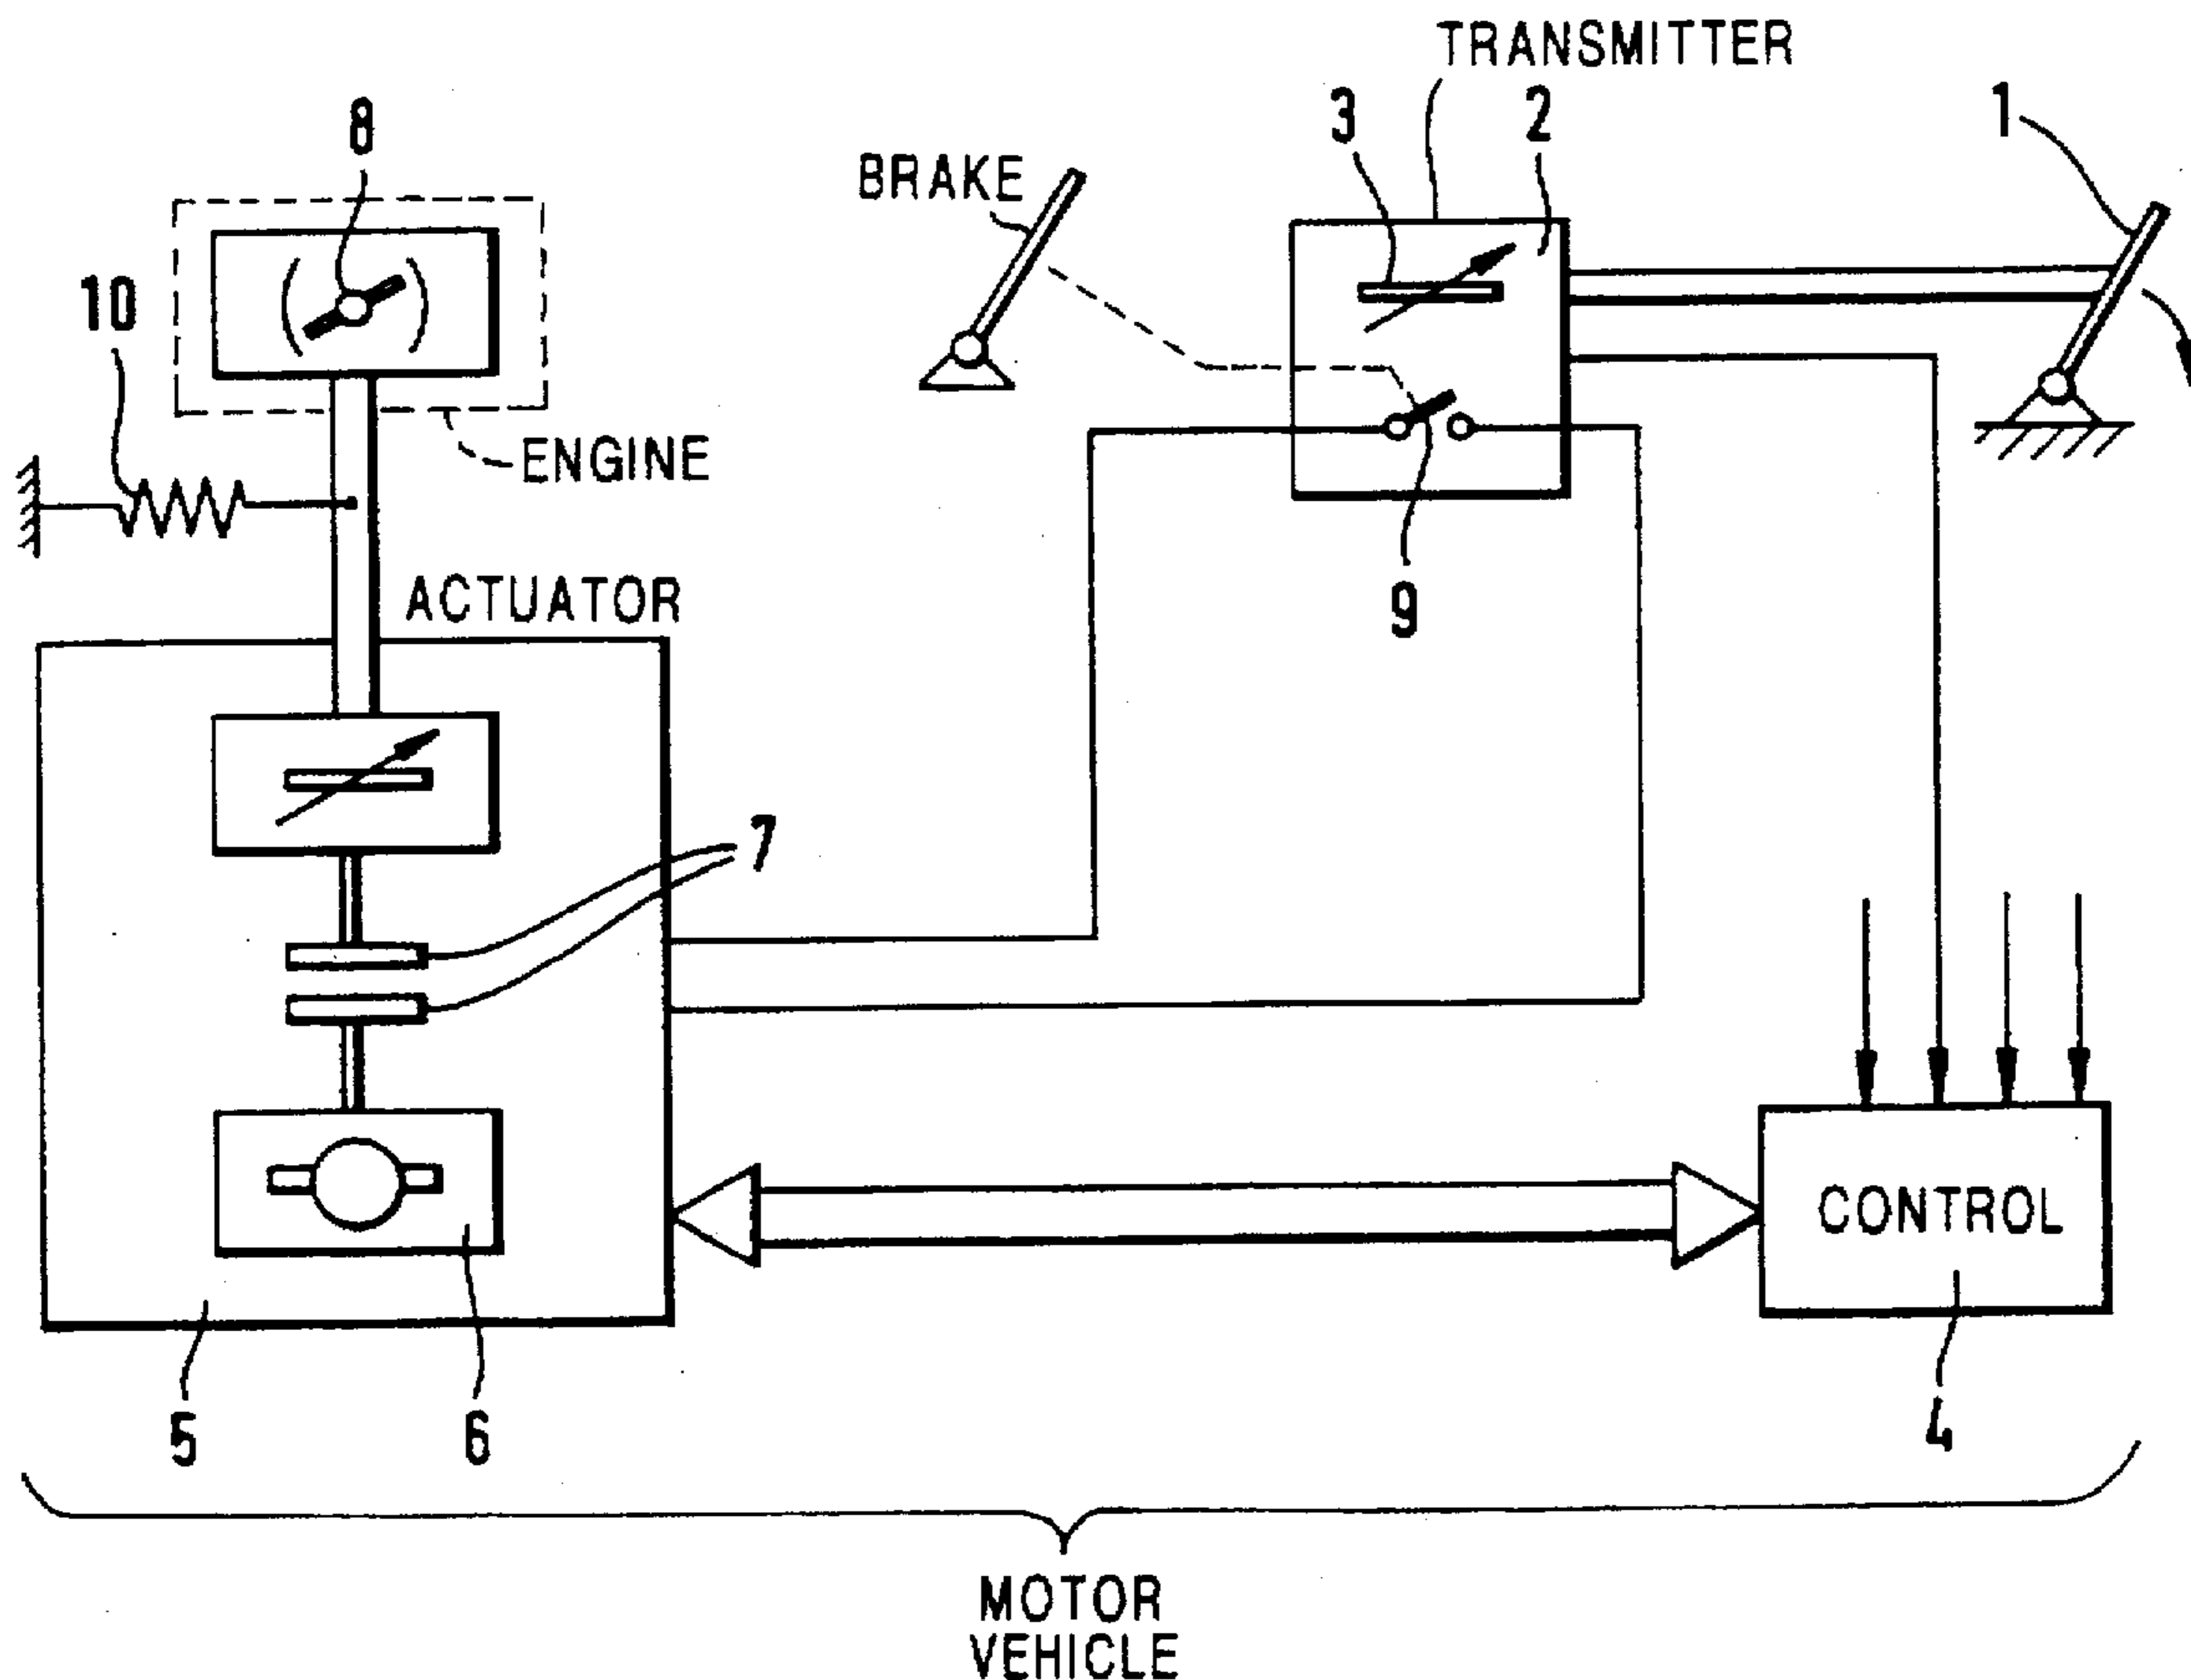 TRANSMITTER
8
3
2
1
BRAKE
10
ENGINE
ACTUATOR
9
7
CONTROL
5
6
4
MOTOR
VEHICLE